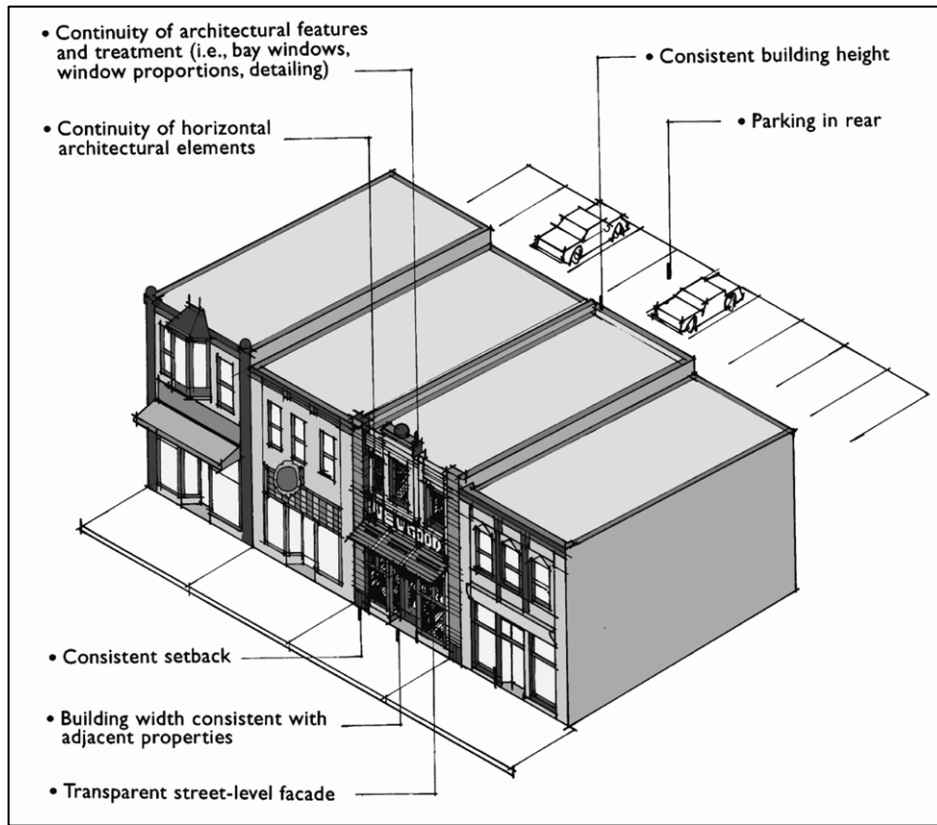 • Continuity of architectural features
and treatment (i.e., bay windows,
window proportions, detailing)
• Consistent building height
• Parking in rear
• Continuity of horizontal
architectural elements
• Consistent setback
• Building width consistent with
adjacent properties
• Transparent street-level facade